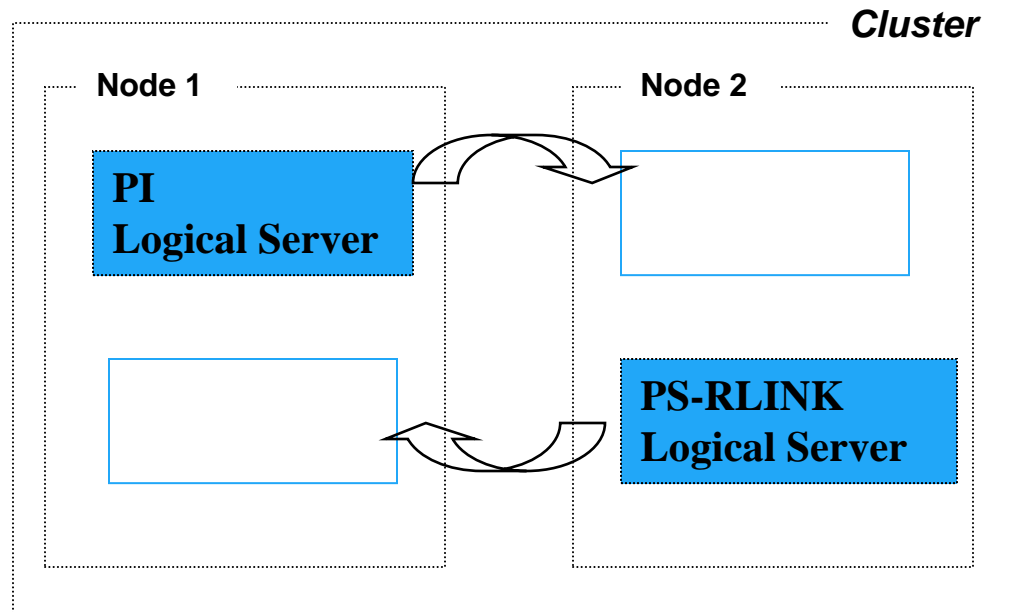 Cluster
Node 1
Node 2
PI
Logical Server
PS-RLINK
Logical Server